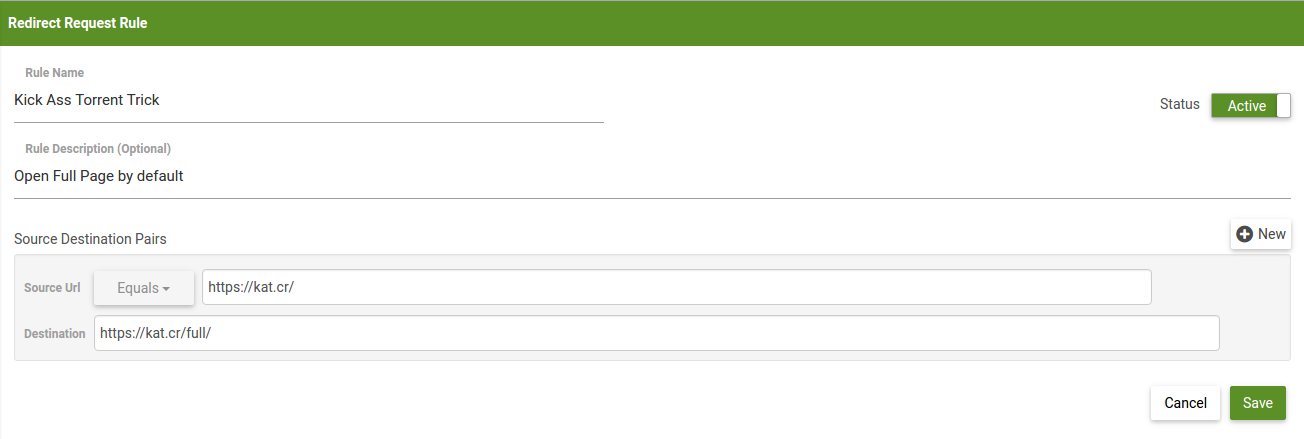 Redirect Request Rule
Rule Name
Kick Ass Torrent Trick
Status Active
Rule Description (Optional)
Open Full Page by default
Source Destination Pairs
New
Source Url Equals https://kat.cr/
Destination https://kat.cr/full/
Cancel Save